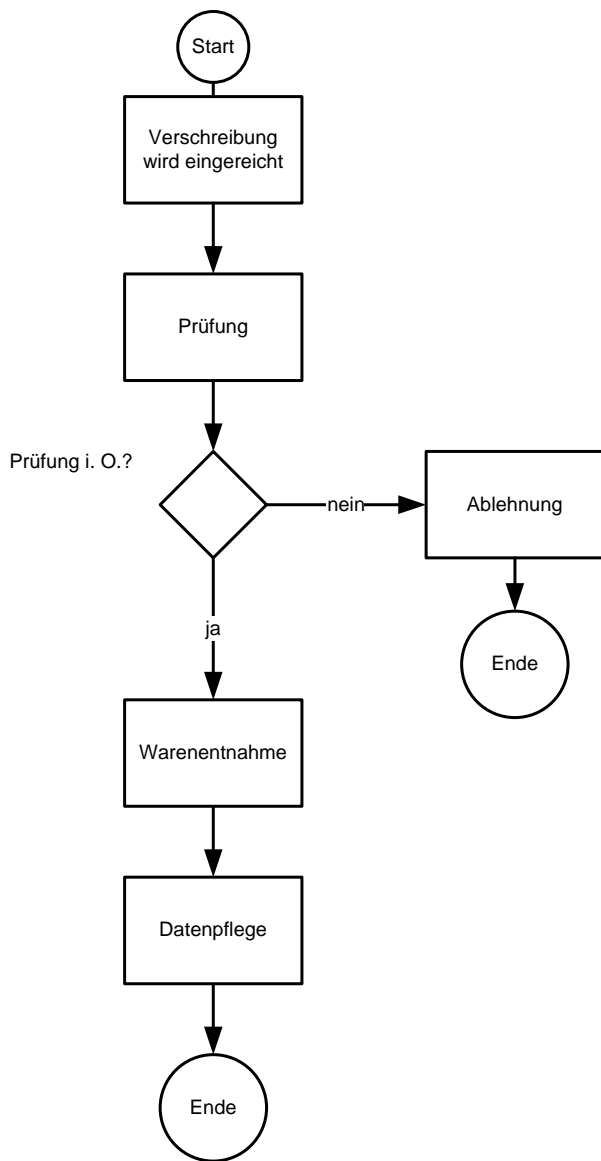 Start
Verschreibung
wird eingereicht
Prüfung
Prüfung i. O.?
nein
Ablehnung
ja
Ende
Warenentnahme
Datenpflege
Ende